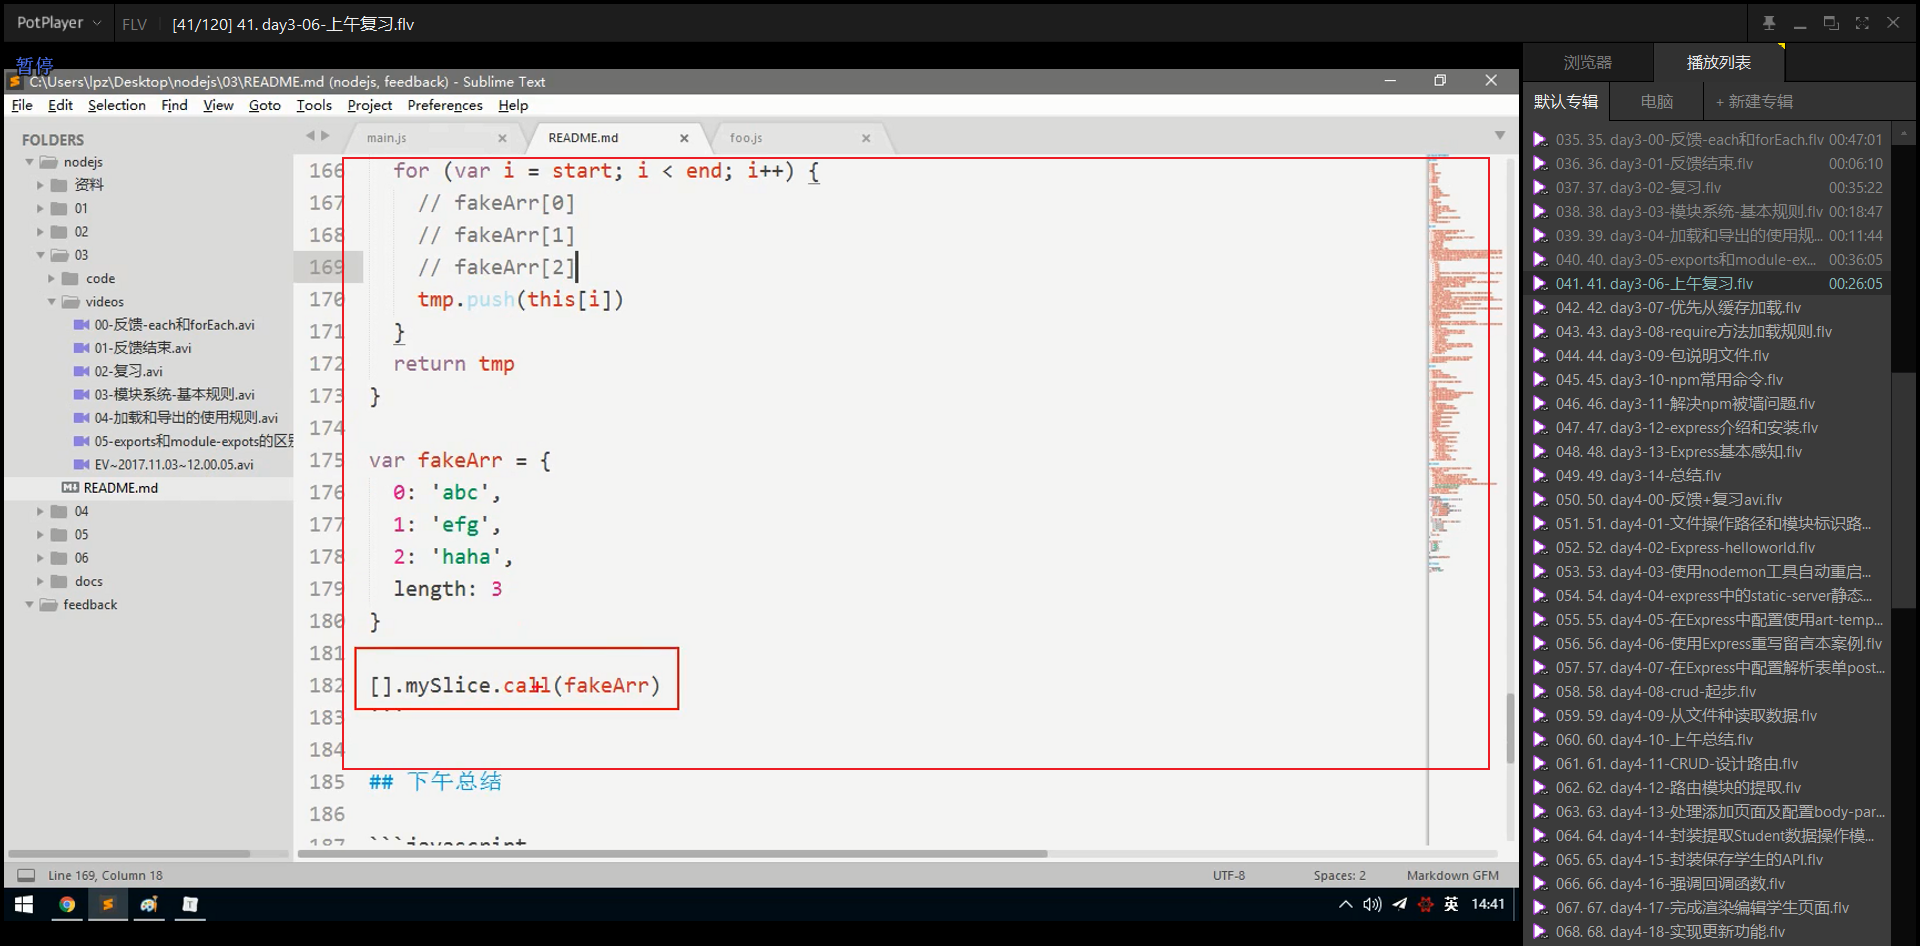 PotPlayer FLV [41/120] 41. day3-06-上午复习.flv
暂停
C:\Users\lpz\Desktop\nodejs\03\README.md (nodejs, feedback) - Sublime Text
File Edit Selection Find View Goto Tools Project Preferences Help
FOLDERS
nodejs
资料
01
02
03
code
videos
00-反馈-each和forEach.avi
01-反馈结束.avi
02-复习.avi
03-模块系统-基本规则.avi
04-加载和导出的使用规则.avi
05-exports和module-expots的区别
EV~2017.11.03~12.00.05.avi
README.md
04
05
06
docs
feedback
main.js README.md foo.js
166 for (var i = start; i < end; i++) {
167 // fakeArr[0]
168 // fakeArr[1]
169 // fakeArr[2]
170 tmp.push(this[i])
171 }
172 return tmp
173 }
174
175 var fakeArr = {
176 0: 'abc',
177 1: 'efg',
178 2: 'haha',
179 length: 3
180 }
181
182 [].mySlice.call(fakeArr)
183 ```
184
185 ## 下午总结
186
187 ```javascript
Line 169, Column 18 UTF-8 Spaces: 2 Markdown GFM
英 14:41
浏览器 播放列表
默认专辑 电脑 + 新建专辑
035. 35. day3-00-反馈-each和forEach.flv 00:47:01
036. 36. day3-01-反馈结束.flv 00:06:10
037. 37. day3-02-复习.flv 00:35:22
038. 38. day3-03-模块系统-基本规则.flv 00:18:47
039. 39. day3-04-加载和导出的使用规... 00:11:44
040. 40. day3-05-exports和module-ex... 00:36:05
041. 41. day3-06-上午复习.flv 00:26:05
042. 42. day3-07-优先从缓存加载.flv
043. 43. day3-08-require方法加载规则.flv
044. 44. day3-09-包说明文件.flv
045. 45. day3-10-npm常用命令.flv
046. 46. day3-11-解决npm被墙问题.flv
047. 47. day3-12-express介绍和安装.flv
048. 48. day3-13-Express基本感知.flv
049. 49. day3-14-总结.flv
050. 50. day4-00-反馈+复习avi.flv
051. 51. day4-01-文件操作路径和模块标识路...
052. 52. day4-02-Express-helloworld.flv
053. 53. day4-03-使用nodemon工具自动重启...
054. 54. day4-04-express中的static-server静态...
055. 55. day4-05-在Express中配置使用art-temp...
056. 56. day4-06-使用Express重写留言本案例.flv
057. 57. day4-07-在Express中配置解析表单post...
058. 58. day4-08-crud-起步.flv
059. 59. day4-09-从文件种读取数据.flv
060. 60. day4-10-上午总结.flv
061. 61. day4-11-CRUD-设计路由.flv
062. 62. day4-12-路由模块的提取.flv
063. 63. day4-13-处理添加页面及配置body-par...
064. 64. day4-14-封装提取Student数据操作模...
065. 65. day4-15-封装保存学生的API.flv
066. 66. day4-16-强调回调函数.flv
067. 67. day4-17-完成渲染编辑学生页面.flv
068. 68. day4-18-实现更新功能.flv